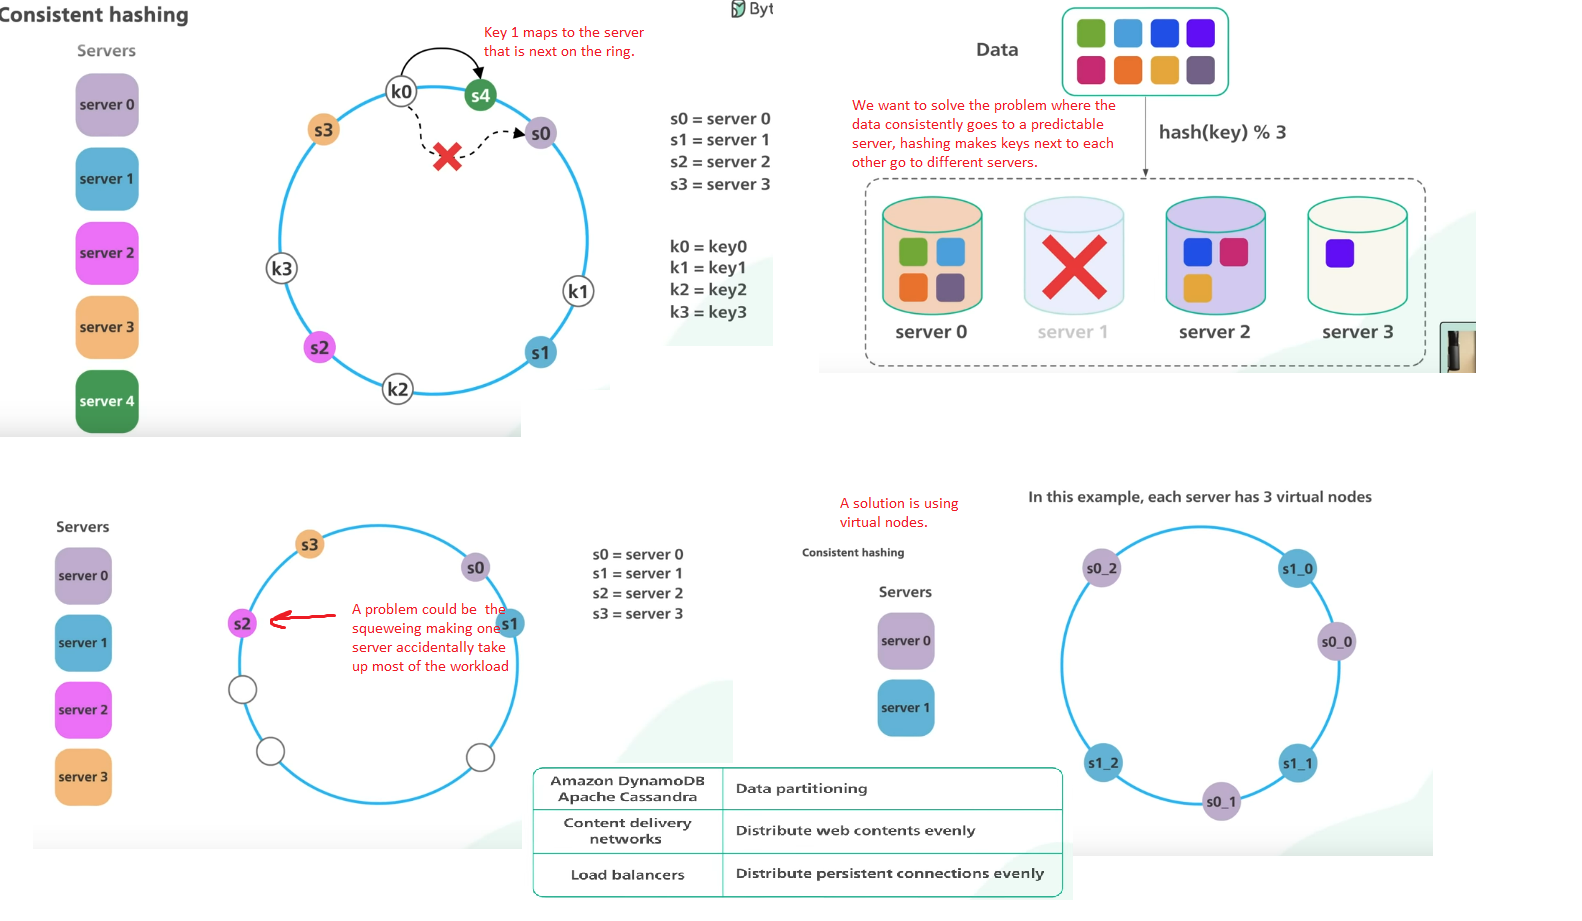 Consistent hashing
Servers
server 0
server 1
server 2
server 3
server 4
Key 1 maps to the server
that is next on the ring.
k0
s4
s3
s0
k3
k1
s2
s1
k2
s0 = server 0
s1 = server 1
s2 = server 2
s3 = server 3
k0 = key0
k1 = key1
k2 = key2
k3 = key3
Byt
Data
We want to solve the problem where the
data consistently goes to a predictable
server, hashing makes keys next to each
other go to different servers.
hash(key) % 3
server 0
server 1
server 2
server 3
Servers
server 0
server 1
server 2
server 3
s3
s0
s2
s1
A problem could be  the
squeweing making one
server accidentally take
up most of the workload
s0 = server 0
s1 = server 1
s2 = server 2
s3 = server 3
A solution is using
virtual nodes.
Consistent hashing
Servers
server 0
server 1
In this example, each server has 3 virtual nodes
s0_2
s1_0
s0_0
s1_2
s1_1
s0_1
Amazon DynamoDB
Apache Cassandra
Data partitioning
Content delivery
networks
Distribute web contents evenly
Load balancers
Distribute persistent connections evenly